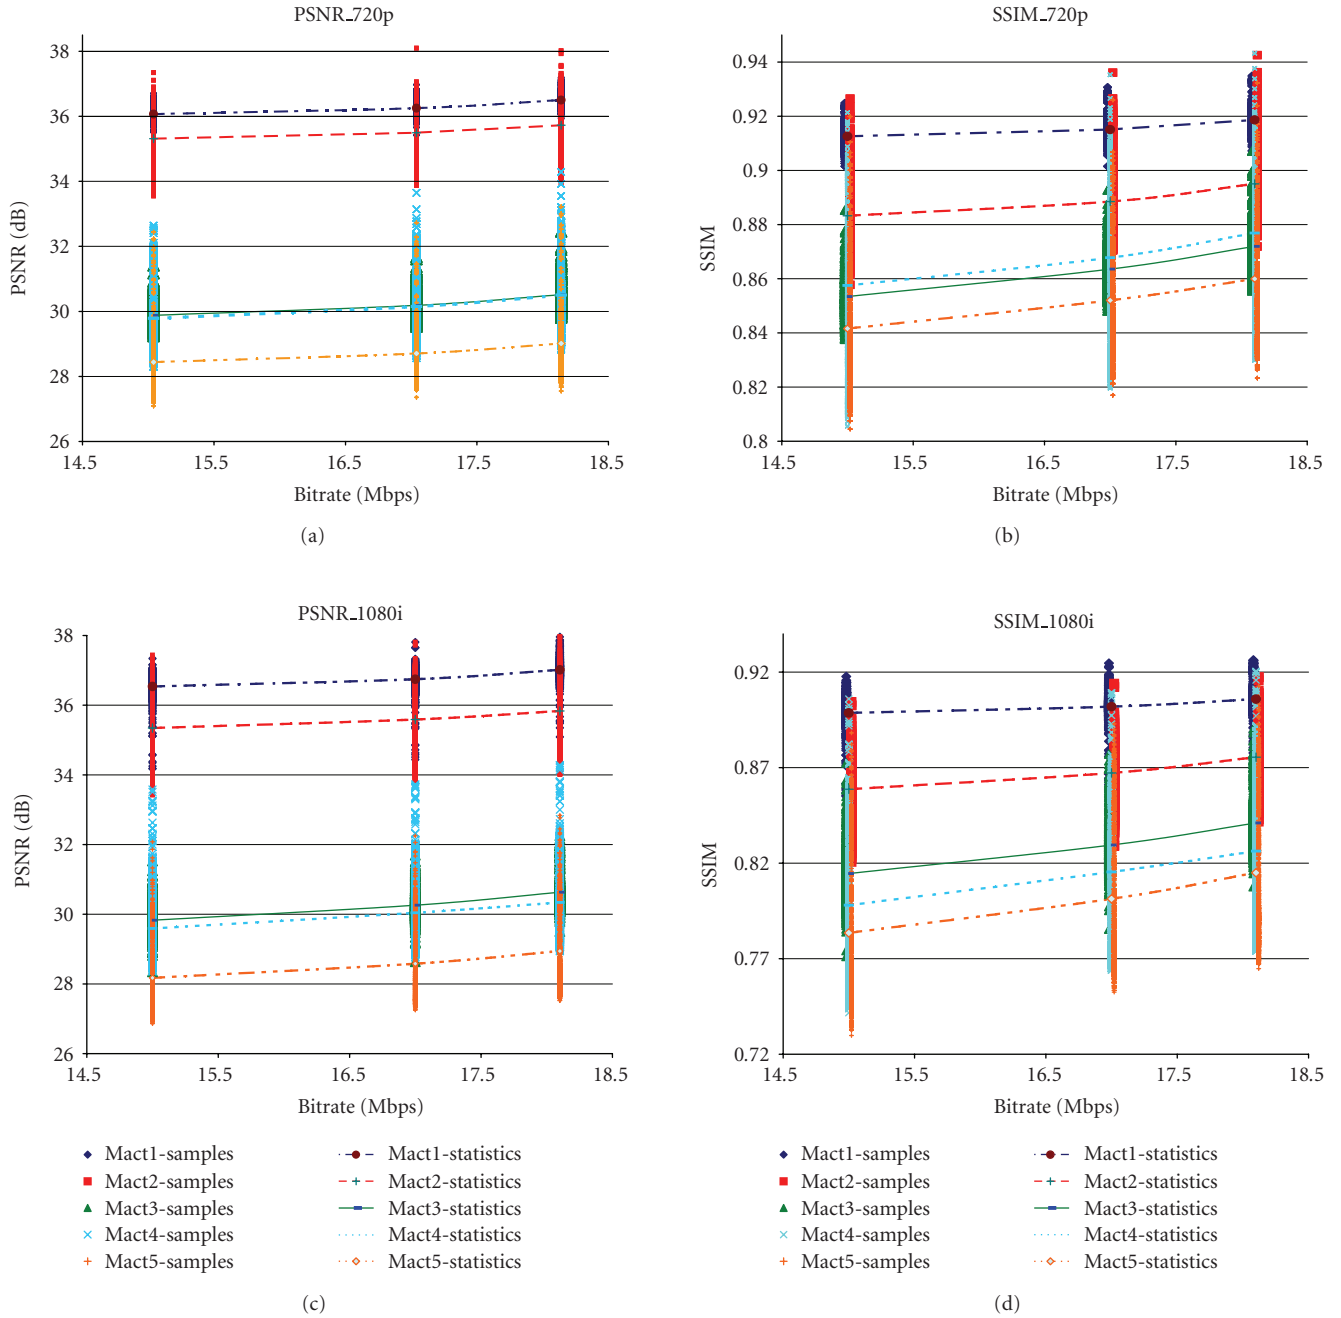 PSNR_720p
38
36
34
32
30
28
26
PSNR (dB)
14.5 15.5 16.5 17.5 18.5
Bitrate (Mbps)
(a)
SSIM_720p
0.94
0.92
0.9
0.88
0.86
0.84
0.82
0.8
SSIM
14.5 15.5 16.5 17.5 18.5
Bitrate (Mbps)
(b)
PSNR_1080i
38
36
34
32
30
28
26
PSNR (dB)
14.5 15.5 16.5 17.5 18.5
Bitrate (Mbps)
Mact1-samples Mact1-statistics
Mact2-samples Mact2-statistics
Mact3-samples Mact3-statistics
Mact4-samples Mact4-statistics
Mact5-samples Mact5-statistics
(c)
SSIM_1080i
0.92
0.87
0.82
0.77
0.72
SSIM
14.5 15.5 16.5 17.5 18.5
Bitrate (Mbps)
Mact1-samples Mact1-statistics
Mact2-samples Mact2-statistics
Mact3-samples Mact3-statistics
Mact4-samples Mact4-statistics
Mact5-samples Mact5-statistics
(d)